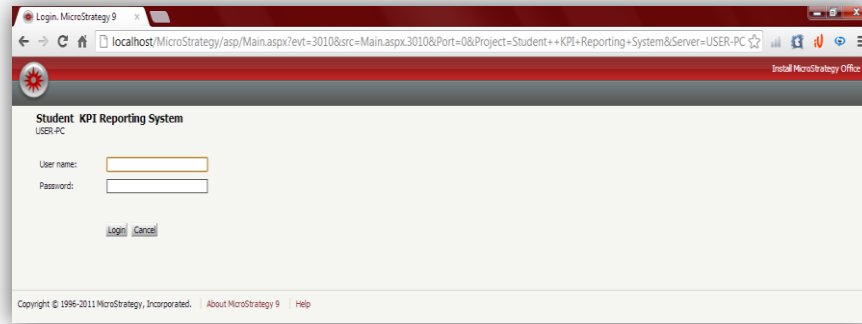 Login. MicroStrategy 9
localhost/MicroStrategy/asp/Main.aspx?evt=3010&src=Main.aspx.3010&Port=0&Project=Student++KPI+Reporting+System&Server=USER-PC
Install MicroStrategy Office
Student KPI Reporting System
USER-PC
User name:
Password:
Login Cancel
Copyright © 1996-2011 MicroStrategy, Incorporated. About MicroStrategy 9 Help